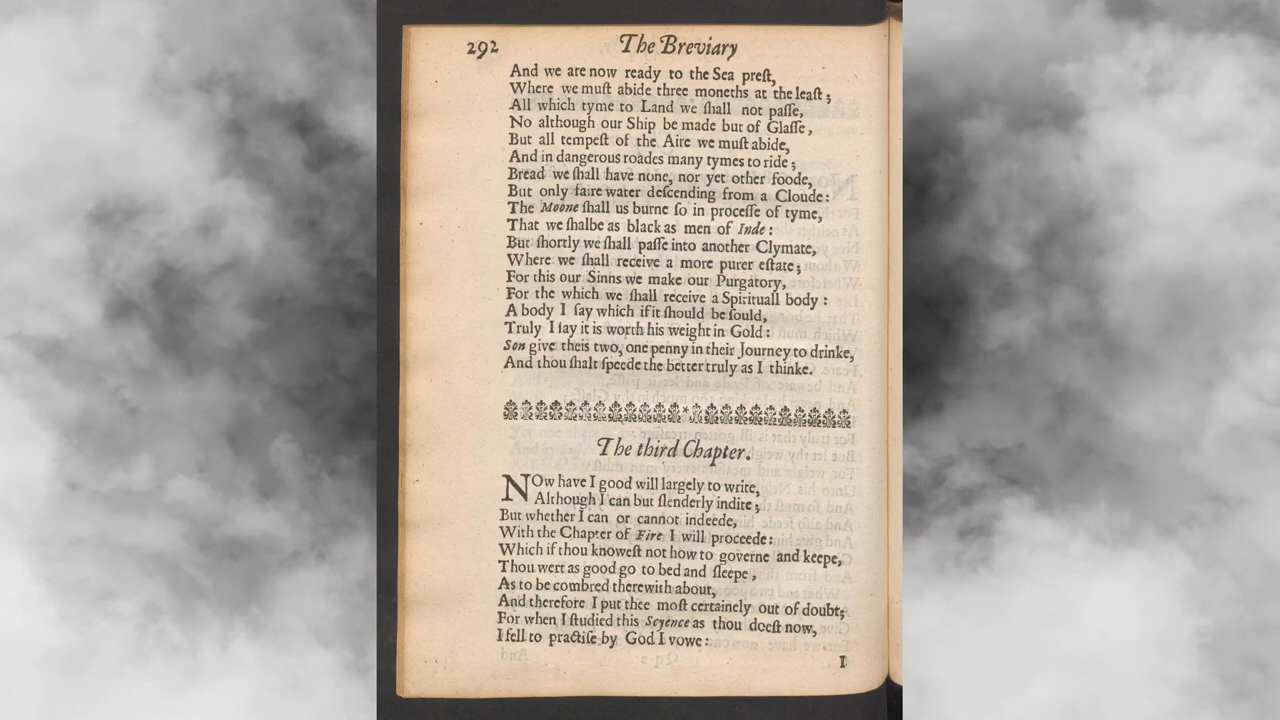 292
The Breviary
And we are now ready to the Sea prest,
Where we must abide three moneths at the least;
All which tyme to Land we shall not passe,
No although our Ship be made but of Glasse,
But all tempest of the Aire we must abide,
And in dangerous roades many tymes to ride;
Bread we shall have none, nor yet other foode,
But only faire water descending from a Cloude:
The Moone shall us burne so in processe of tyme,
That we shalbe as black as men of Inde:
But shortly we shall passe into another Clymate,
Where we shall receive a more purer estate;
For this our Sinns we make our Purgatory,
For the which we shall receive a Spirituall body:
A body I say which if it should be sould,
Truly I say it is worth his weight in Gold:
Son give theis two, one penny in their Journey to drinke,
And thou shalt speede the better truly as I thinke.
The third Chapter.
NOw have I good will largely to write,
Although I can but slenderly indite;
But whether I can or cannot indeede,
With the Chapter of Fire I will proceede:
Which if thou knowest not how to governe and keepe,
Thou wert as good go to bed and sleepe,
As to be combred therewith about,
And therefore I put thee most certainely out of doubt;
For when I studied this Scyence as thou doest now,
I fell to practise by God I vowe:
I